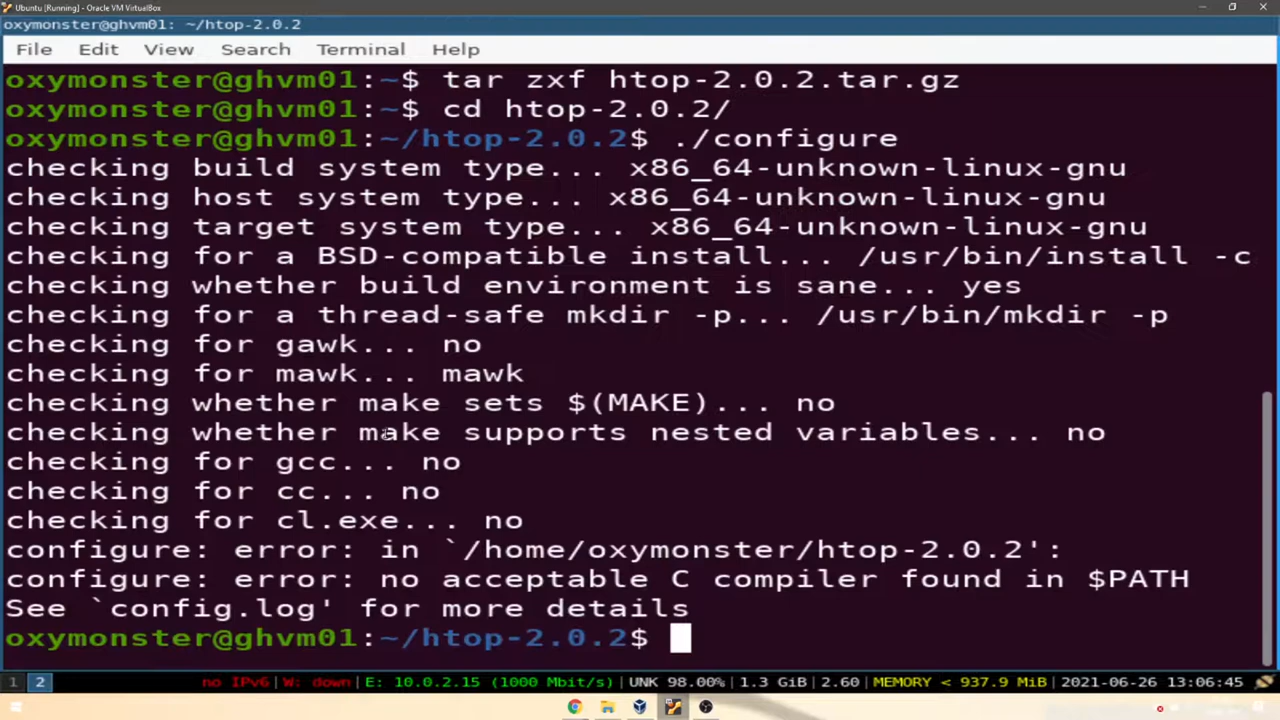 Ubuntu [Running] - Oracle VM VirtualBox
oxymonster@ghvm01: ~/htop-2.0.2
File Edit View Search Terminal Help
oxymonster@ghvm01:~$ tar zxf htop-2.0.2.tar.gz
oxymonster@ghvm01:~$ cd htop-2.0.2/
oxymonster@ghvm01:~/htop-2.0.2$ ./configure
checking build system type... x86_64-unknown-linux-gnu
checking host system type... x86_64-unknown-linux-gnu
checking target system type... x86_64-unknown-linux-gnu
checking for a BSD-compatible install... /usr/bin/install -c
checking whether build environment is sane... yes
checking for a thread-safe mkdir -p... /usr/bin/mkdir -p
checking for gawk... no
checking for mawk... mawk
checking whether make sets $(MAKE)... no
checking whether make supports nested variables... no
checking for gcc... no
checking for cc... no
checking for cl.exe... no
configure: error: in `/home/oxymonster/htop-2.0.2':
configure: error: no acceptable C compiler found in $PATH
See `config.log' for more details
oxymonster@ghvm01:~/htop-2.0.2$
1 2 no IPv6|W: down|E: 10.0.2.15 (1000 Mbit/s)|UNK 98.00%|1.3 GiB|2.60|MEMORY < 937.9 MiB|2021-06-26 13:06:45